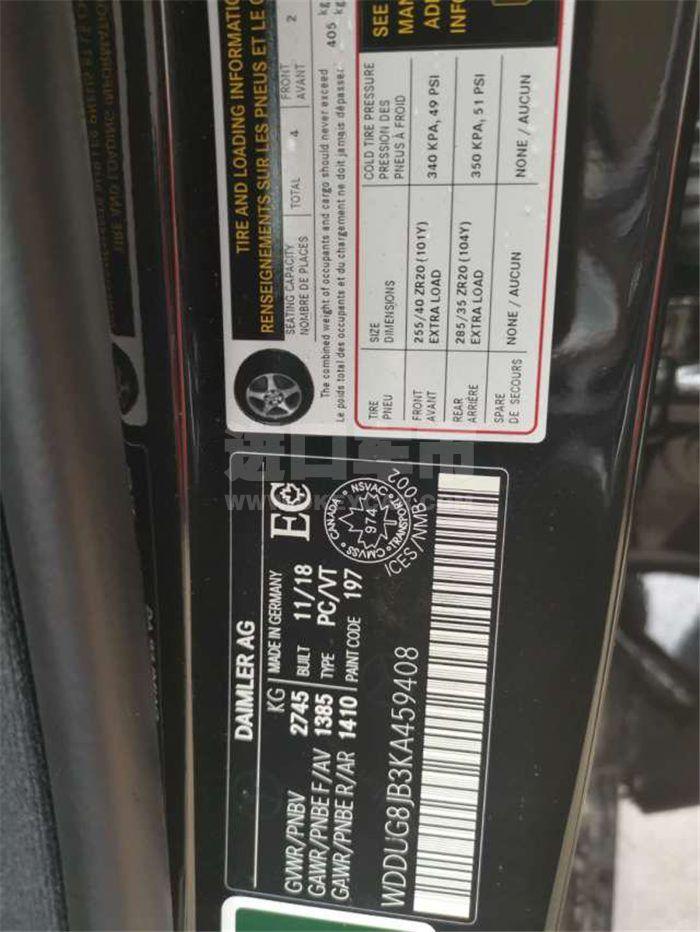 TIRE AND LOADING INFORMATION
RENSEIGNEMENTS SUR LES PNEUS ET LE
SEATING CAPACITY
NOMBRE DE PLACES
TOTAL 4
FRONT
AVANT
2
The combined weight of occupants and cargo should never exceed
Le poids total des occupants et du chargement ne doit jamais dépasser
405 kg
kg
TIRE
PNEU
SIZE
DIMENSIONS
COLD TIRE PRESSURE
PRESSION DES
PNEUS À FROID
FRONT
AVANT
255/40 ZR20 (101Y)
EXTRA LOAD
340 KPA, 49 PSI
REAR
ARRIÈRE
285/35 ZR20 (104Y)
EXTRA LOAD
350 KPA, 51 PSI
SPARE
DE SECOURS
NONE / AUCUN
NONE / AUCUN
SEE
DAIMLER AG
KG MADE IN GERMANY
GVWR/PNBV 2745 BUILT 11/18
GAWR/PNBE F/AV 1385 TYPE PC/VT
GAWR/PNBE R/AR 1410 PAINT CODE 197
EC
CANADA NSVAC
974
CMVSS TRANSPORT
ICES/NMB-002
WDDUG8JB3KA459408